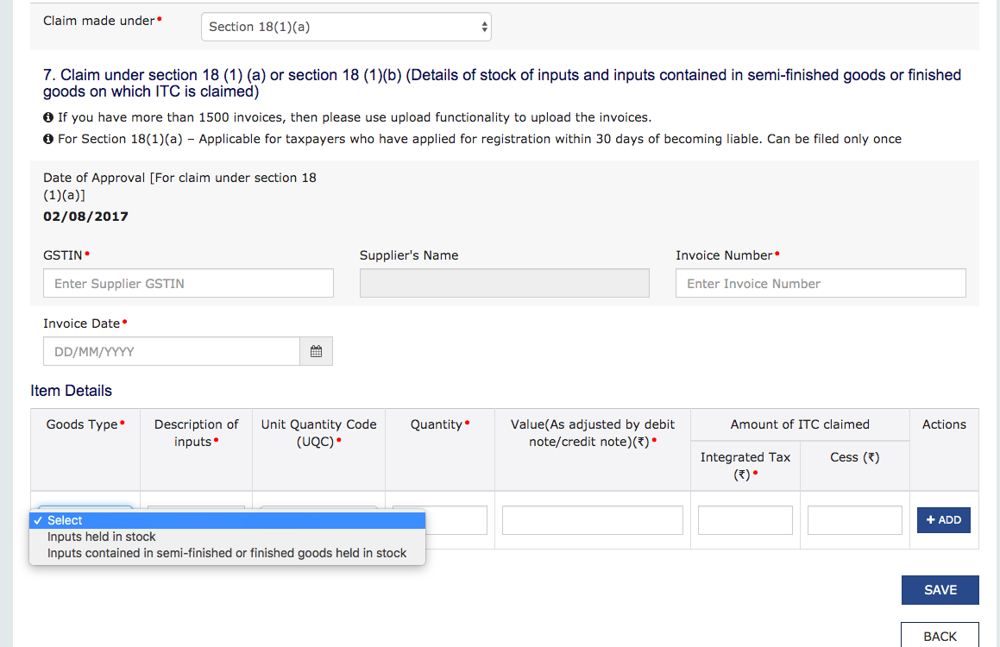 Claim made under•
Section 18(1)(a)
7. Claim under section 18 (1) (a) or section 18 (1)(b) (Details of stock of inputs and inputs contained in semi-finished goods or finished
goods on which ITC is claimed)
If you have more than 1500 invoices, then please use upload functionality to upload the invoices.
For Section 18(1)(a) – Applicable for taxpayers who have applied for registration within 30 days of becoming liable. Can be filed only once
Date of Approval [For claim under section 18
(1)(a)]
02/08/2017
GSTIN•
Supplier's Name
Invoice Number•
Enter Supplier GSTIN
Enter Invoice Number
Invoice Date•
DD/MM/YYYY
Item Details
Goods Type•
Description of
inputs•
Unit Quantity Code
(UQC)•
Quantity•
Value(As adjusted by debit
note/credit note)(₹)•
Amount of ITC claimed
Integrated Tax
(₹)•
Cess (₹)
Actions
✓ Select
Inputs held in stock
Inputs contained in semi-finished or finished goods held in stock
+ ADD
SAVE
BACK